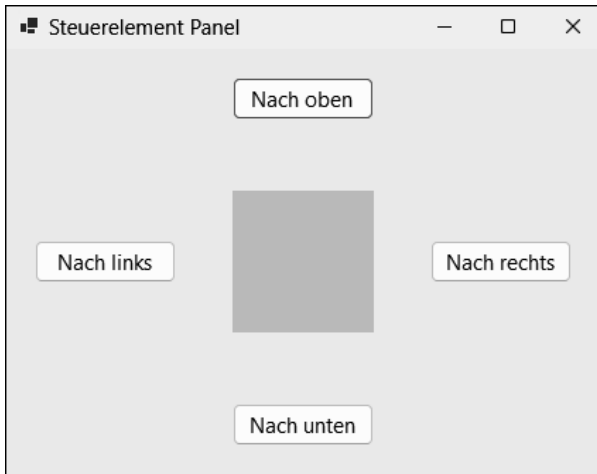 Steuerelement Panel
Nach oben
Nach links
Nach rechts
Nach unten